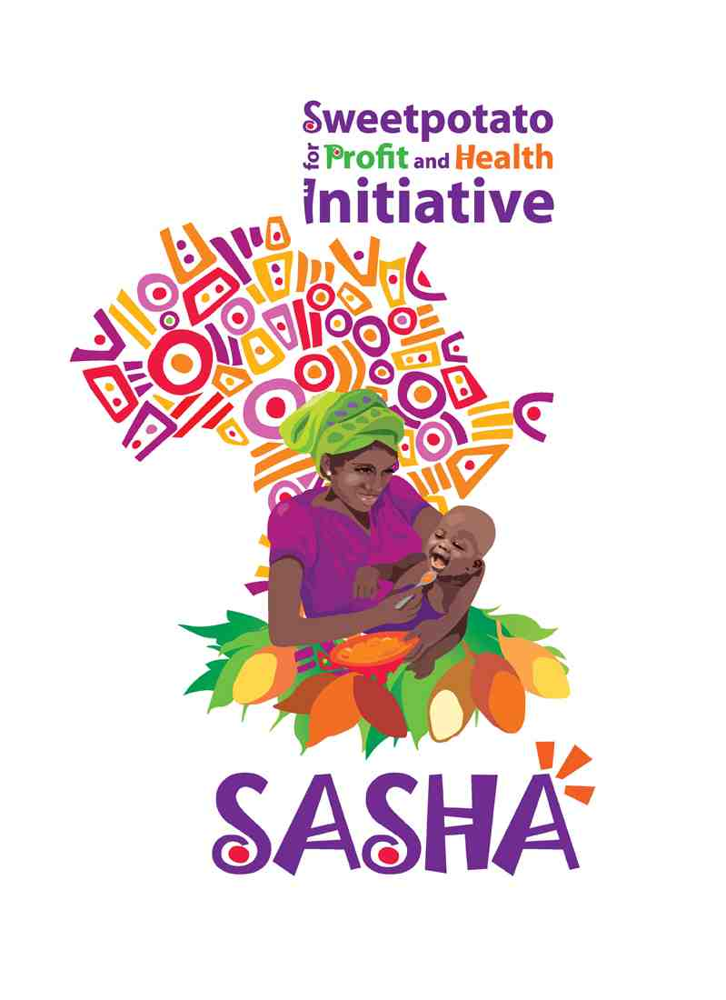 Sweetpotato
for Profit and Health
Initiative
SASHA